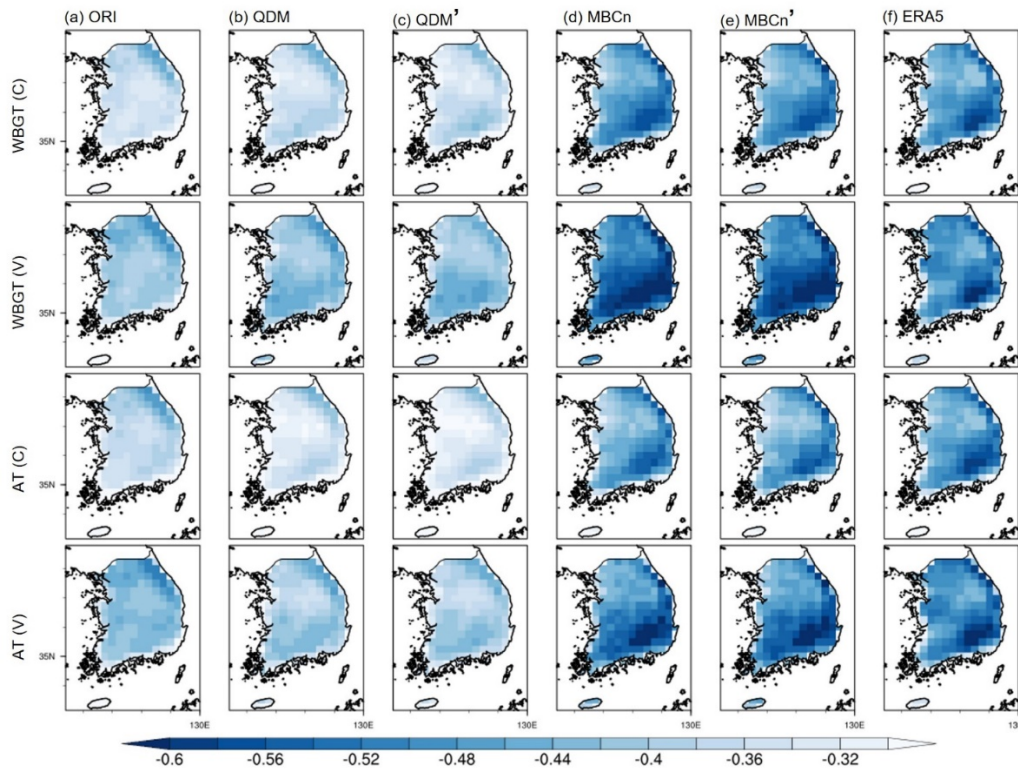 (a) ORI (b) QDM (c) QDM’ (d) MBCn (e) MBCn’ (f) ERA5
WBGT (C)
35N
WBGT (V)
35N
AT (C)
35N
AT (V)
35N
130E 130E 130E 130E 130E 130E
-0.6 -0.56 -0.52 -0.48 -0.44 -0.4 -0.36 -0.32